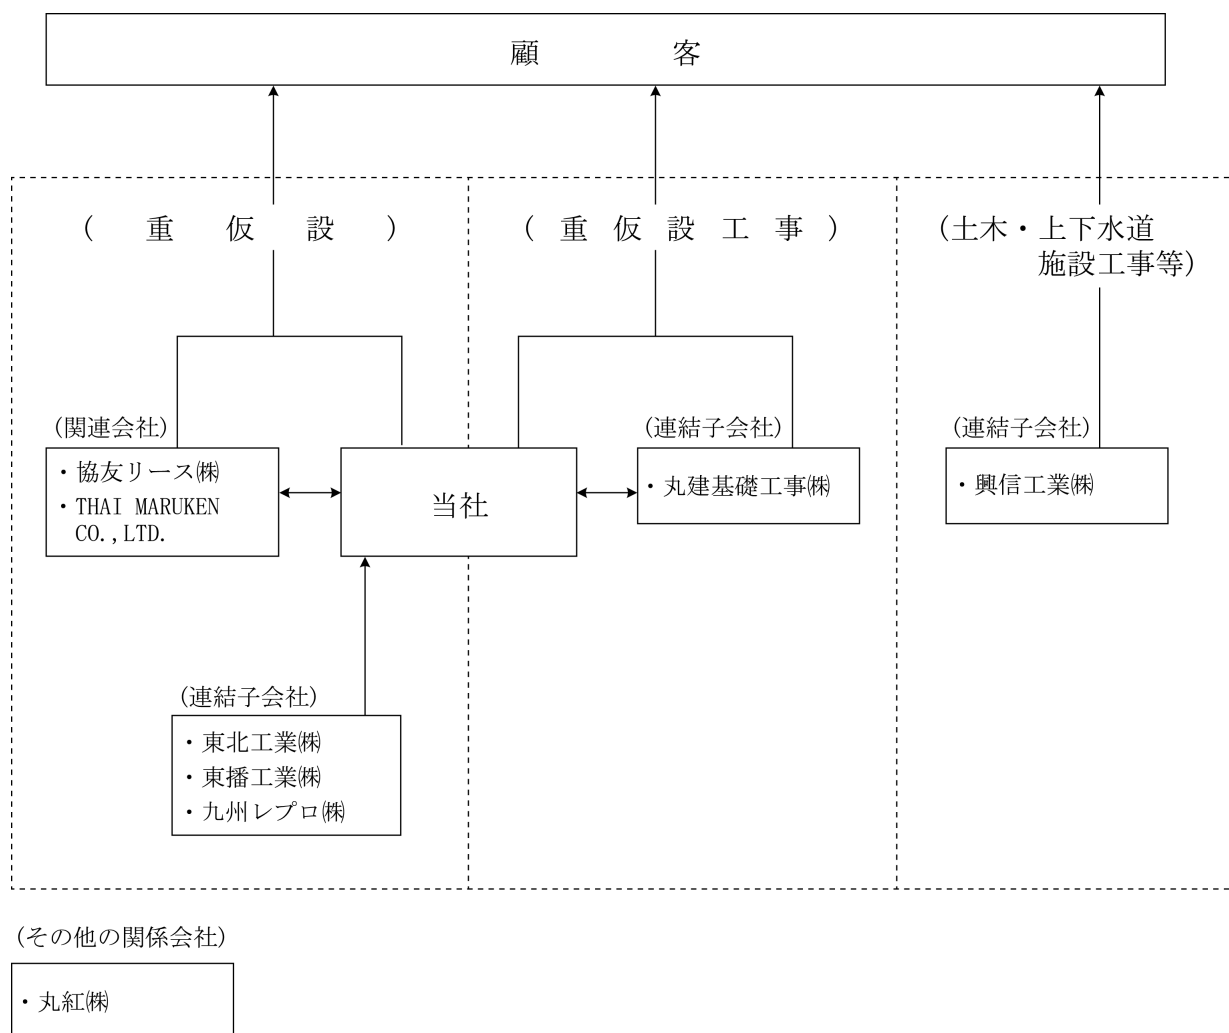 顧客
(重仮設)
(重仮設工事)
(土木・上下水道
施設工事等)
(関連会社)
・協友リース㈱
・THAI MARUKEN
CO.,LTD.
当社
(連結子会社)
・丸建基礎工事㈱
(連結子会社)
・興信工業㈱
(連結子会社)
・東北工業㈱
・東播工業㈱
・九州レプロ㈱
(その他の関係会社)
・丸紅㈱